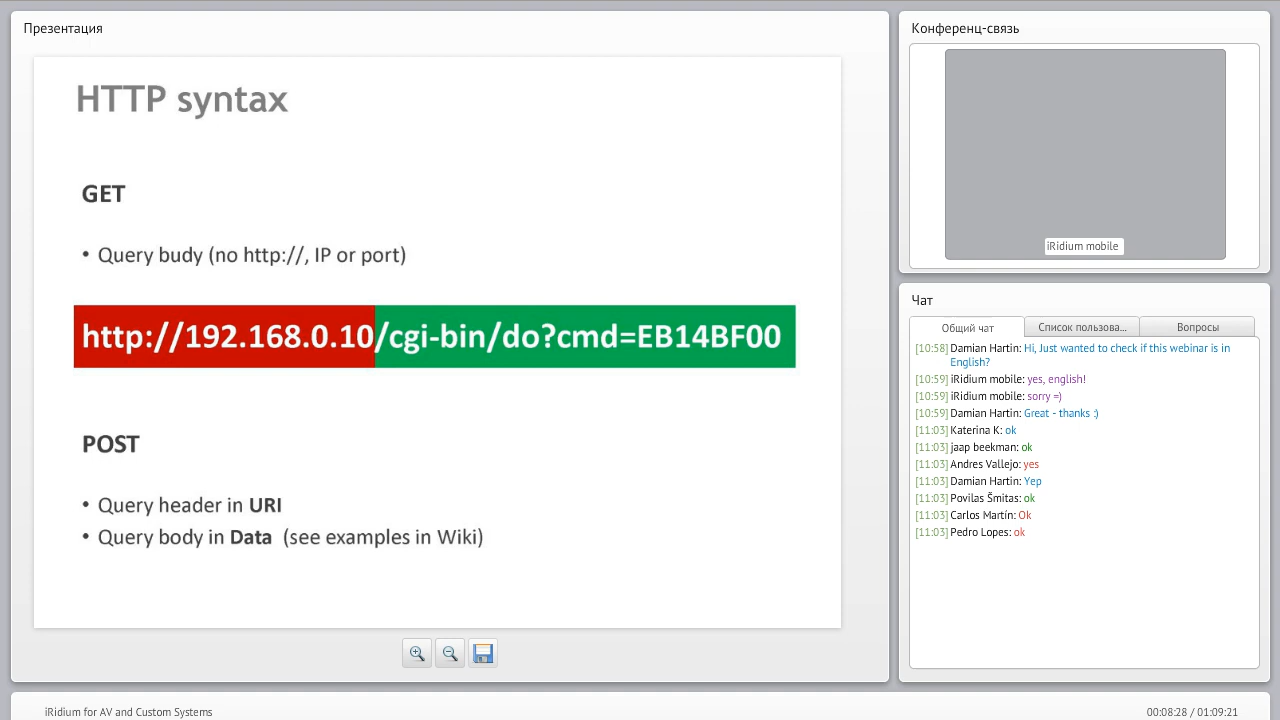 Презентация
HTTP syntax
GET
• Query budy (no http://, IP or port)
http://192.168.0.10/cgi-bin/do?cmd=EB14BF00
POST
• Query header in URI
• Query body in Data (see examples in Wiki)
Конференц-связь
iRidium mobile
Чат
Общий чат
Список пользова...
Вопросы
[10:58] Damian Hartin: Hi, Just wanted to check if this webinar is in
English?
[10:59] iRidium mobile: yes, english!
[10:59] iRidium mobile: sorry =)
[10:59] Damian Hartin: Great - thanks :)
[11:03] Katerina K: ok
[11:03] jaap beekman: ok
[11:03] Andres Vallejo: yes
[11:03] Damian Hartin: Yep
[11:03] Povilas Šmitas: ok
[11:03] Carlos Martín: Ok
[11:03] Pedro Lopes: ok
iRidium for AV and Custom Systems
00:08:28 / 01:09:21